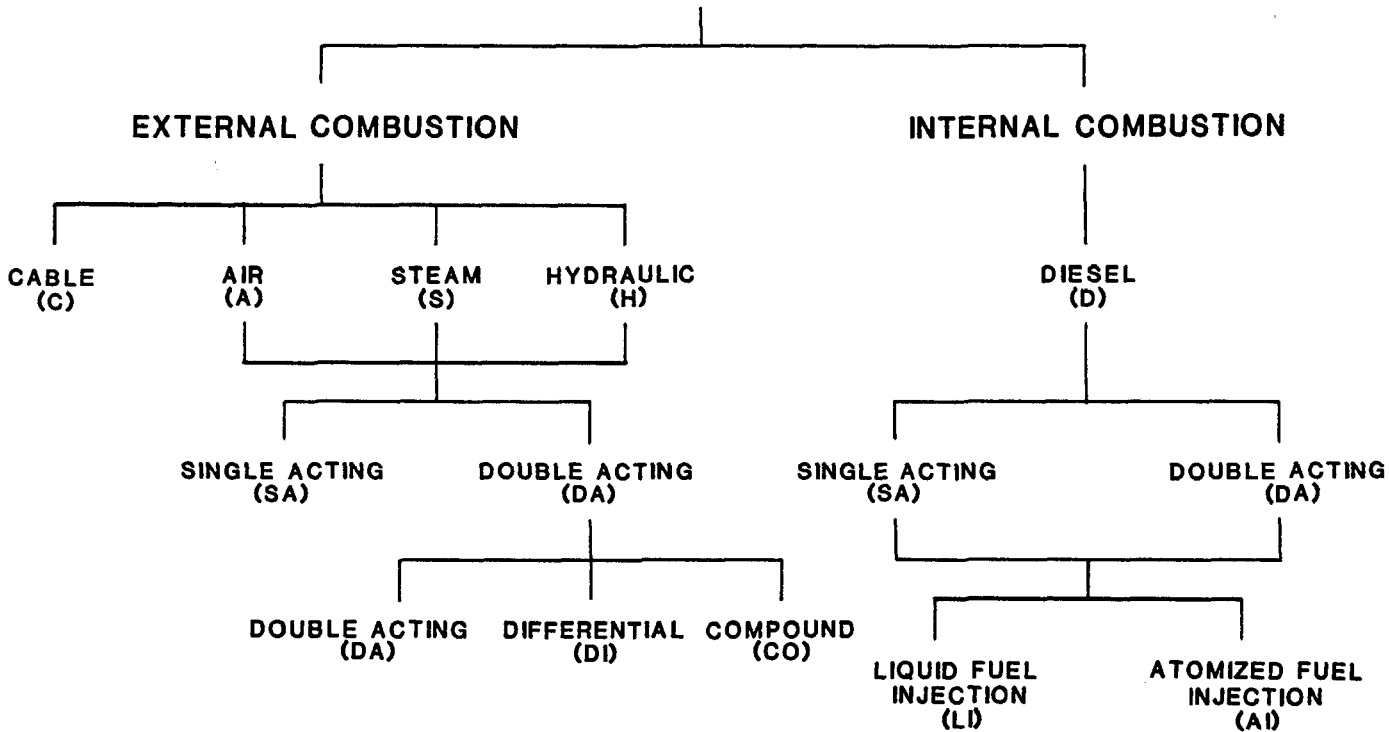 EXTERNAL COMBUSTION
INTERNAL COMBUSTION
CABLE
(C)
AIR
(A)
STEAM
(S)
HYDRAULIC
(H)
DIESEL
(D)
SINGLE ACTING
(SA)
DOUBLE ACTING
(DA)
SINGLE ACTING
(SA)
DOUBLE ACTING
(DA)
DOUBLE ACTING
(DA)
DIFFERENTIAL
(DI)
COMPOUND
(CO)
LIQUID FUEL
INJECTION
(LI)
ATOMIZED FUEL
INJECTION
(AI)